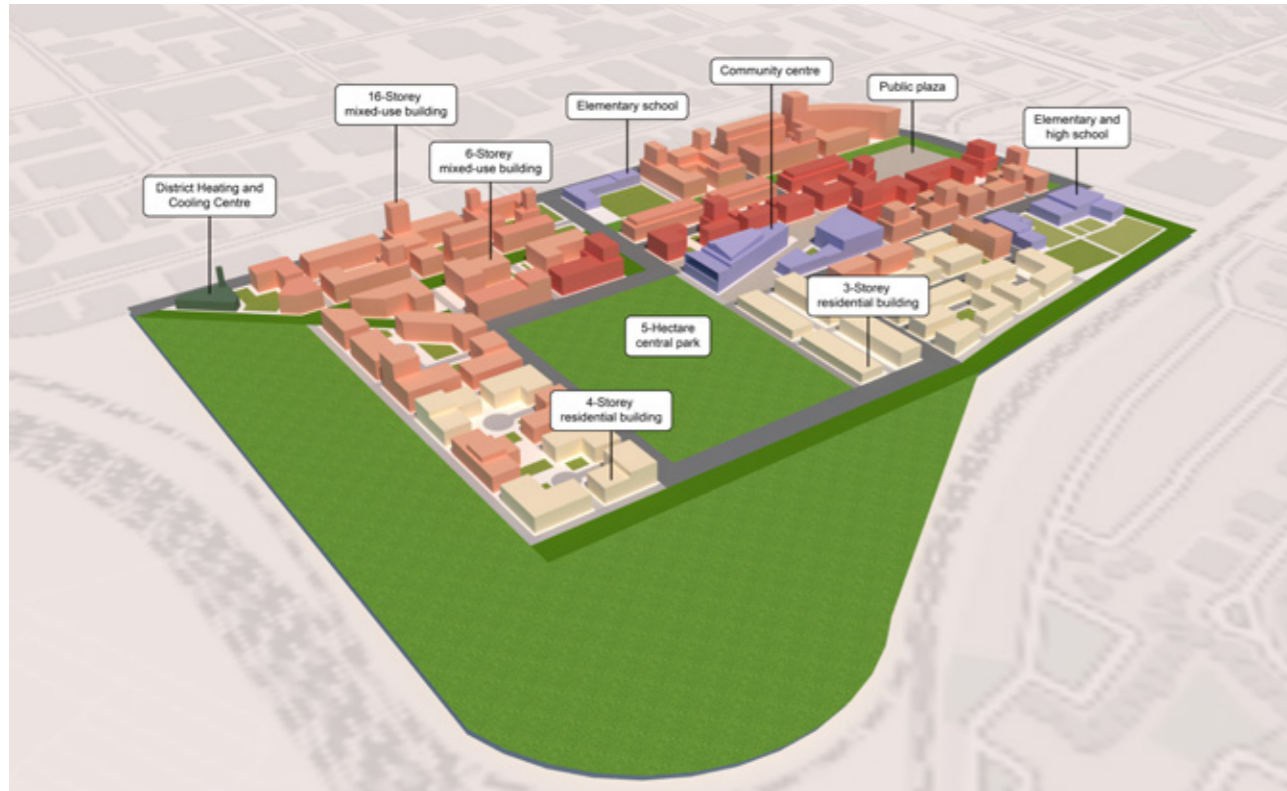 Community centre
Public plaza
16-Storey
mixed-use building
Elementary school
Elementary and
high school
6-Storey
mixed-use building
District Heating and
Cooling Centre
3-Storey
residential building
5-Hectare
central park
4-Storey
residential building